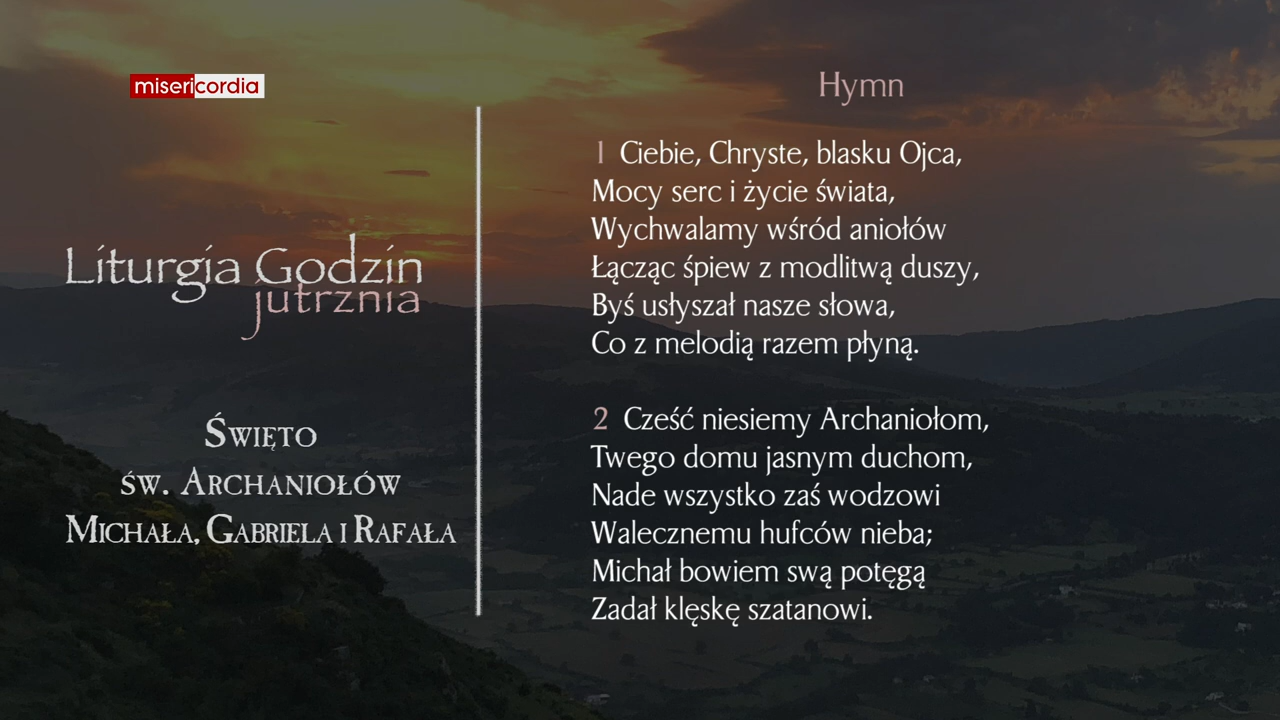 misericordia
Liturgia Godzin
jutrznia
Święto
św. Archaniołów
Michała, Gabriela i Rafała
Hymn
1 Ciebie, Chryste, blasku Ojca,
Mocy serc i życie świata,
Wychwalamy wśród aniołów
Łącząc śpiew z modlitwą duszy,
Byś usłyszał nasze słowa,
Co z melodią razem płyną.
2 Cześć niesiemy Archaniołom,
Twego domu jasnym duchom,
Nade wszystko zaś wodzowi
Walecznemu hufców nieba;
Michał bowiem swą potęgą
Zadał klęskę szatanowi.